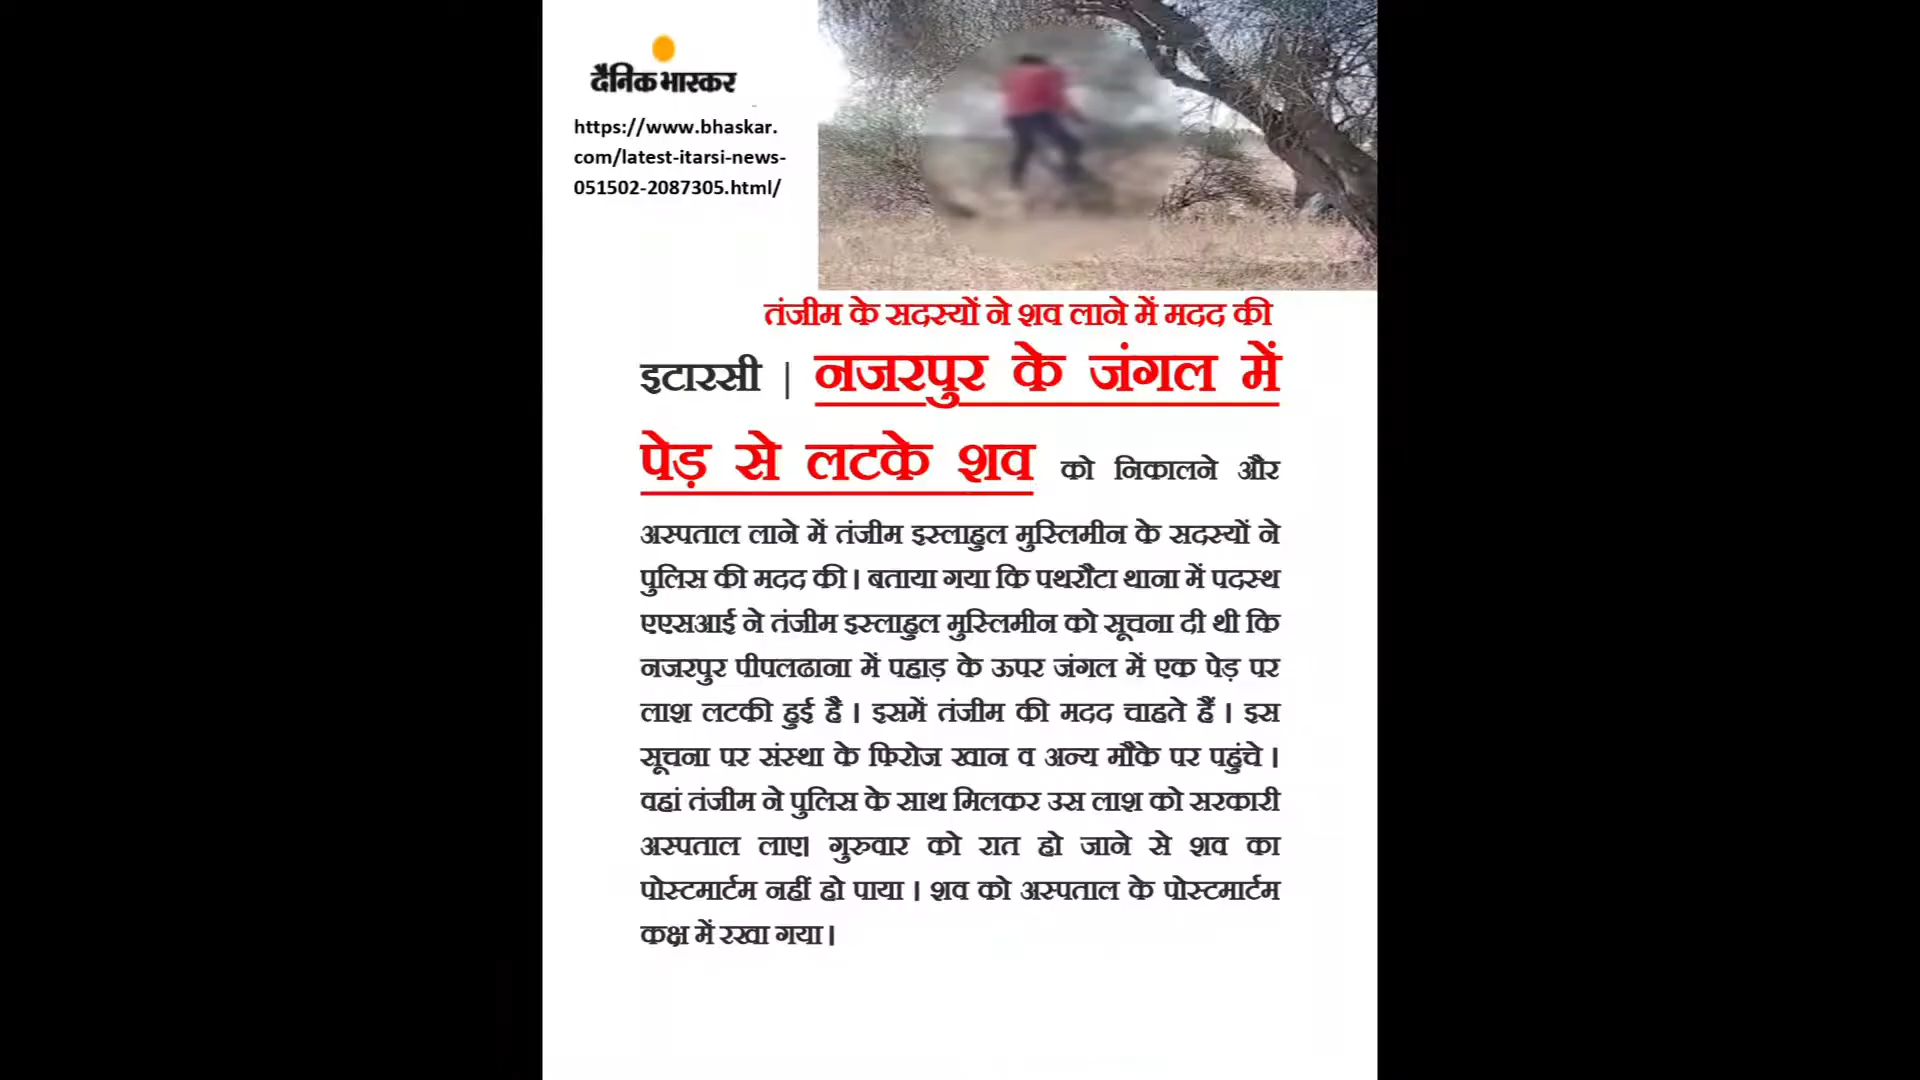 दैनिक भास्कर
https://www.bhaskar.
com/latest-itarsi-news-
051502-2087305.html/
तंजीम के सदस्यों ने शव लाने में मदद की
इटारसी | नजरपुर के जंगल में
पेड़ से लटके शव को निकालने और
अस्पताल लाने में तंजीम इस्लाहुल मुस्लिमीन के सदस्यों ने
पुलिस की मदद की। बताया गया कि पथरौटा थाना में पदस्थ
एएसआई ने तंजीम इस्लाहुल मुस्लिमीन को सूचना दी थी कि
नजरपुर पीपलढाना में पहाड़ के ऊपर जंगल में एक पेड़ पर
लाश लटकी हुई है। इसमें तंजीम की मदद चाहते हैं। इस
सूचना पर संस्था के फिरोज खान व अन्य मौके पर पहुंचे।
वहां तंजीम ने पुलिस के साथ मिलकर उस लाश को सरकारी
अस्पताल लाए। गुरुवार को रात हो जाने से शव का
पोस्टमार्टम नहीं हो पाया। शव को अस्पताल के पोस्टमार्टम
कक्ष में रखा गया।